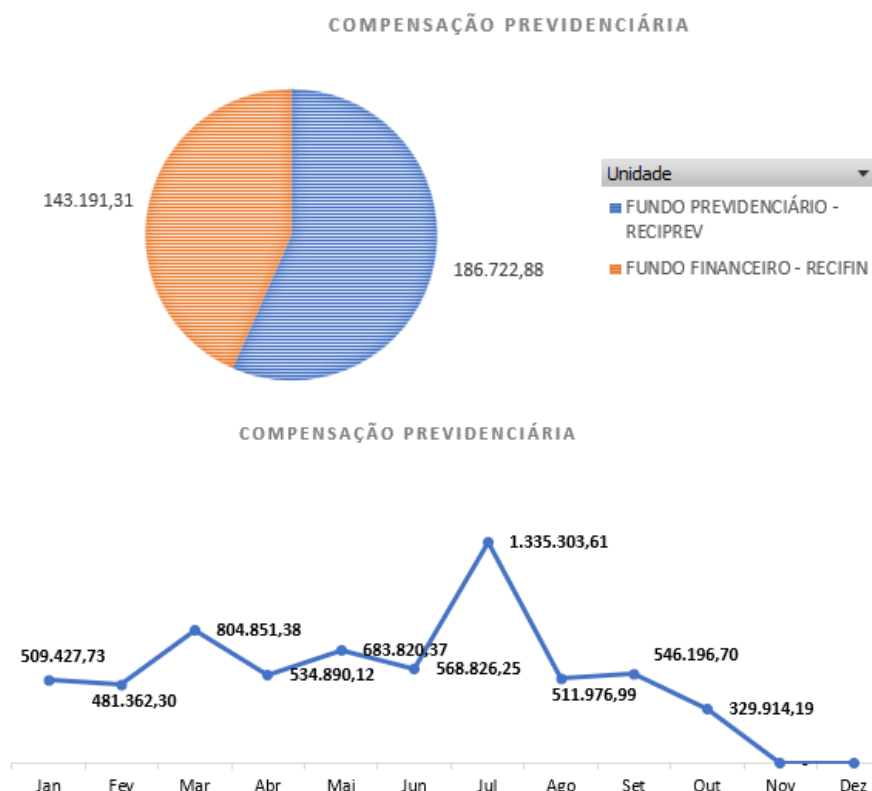 COMPENSAÇÃO PREVIDENCIÁRIA
143.191,31
186.722,88
Unidade
FUNDO PREVIDENCIÁRIO -
RECIPREV
FUNDO FINANCEIRO - RECIFIN
COMPENSAÇÃO PREVIDENCIÁRIA
509.427,73
481.362,30
804.851,38
534.890,12
683.820,37
568.826,25
1.335.303,61
511.976,99
546.196,70
329.914,19
-
Jan Fev Mar Abr Mai Jun Jul Ago Set Out Nov Dez